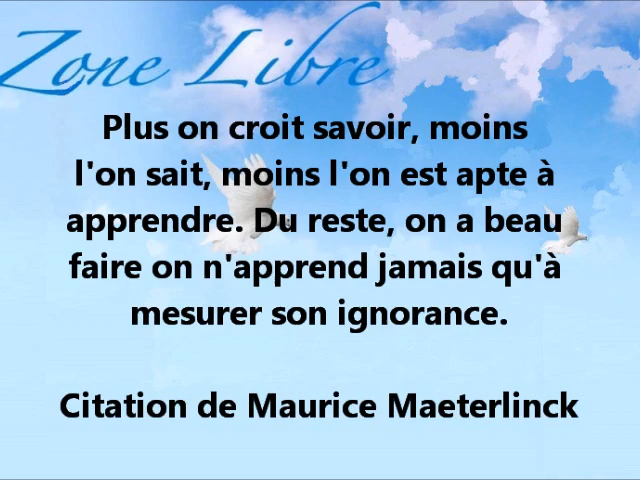 Zone Libre
Plus on croit savoir, moins
l'on sait, moins l'on est apte à
apprendre. Du reste, on a beau
faire on n'apprend jamais qu'à
mesurer son ignorance.
Citation de Maurice Maeterlinck